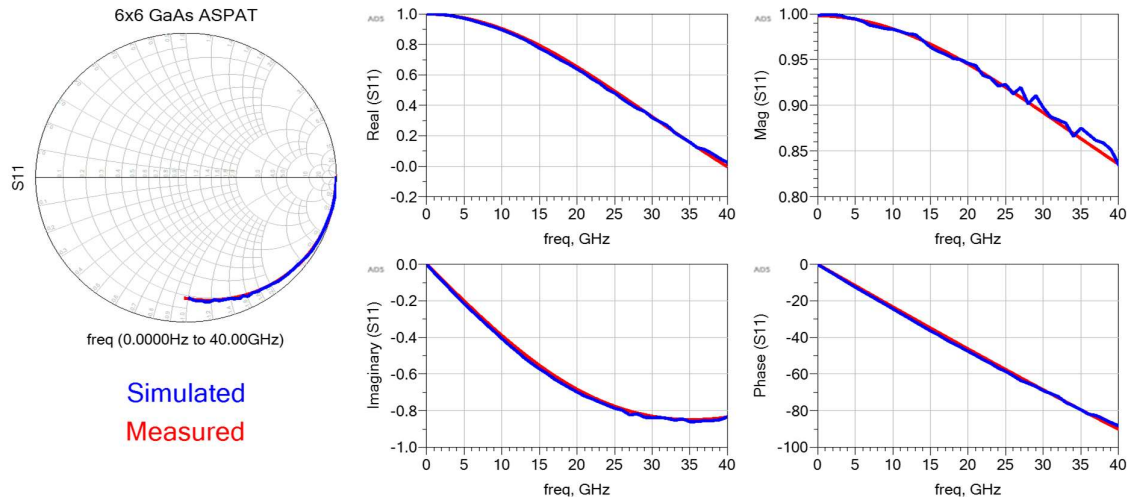 6x6 GaAs ASPAT
S11
freq (0.0000Hz to 40.00GHz)
Simulated
Measured
ADS
Real (S11)
1.0
0.8
0.6
0.4
0.2
-0.0
-0.2
0 5 10 15 20 25 30 35 40
freq, GHz
ADS
Mag (S11)
1.00
0.95
0.90
0.85
0.80
0 5 10 15 20 25 30 35 40
freq, GHz
ADS
Imaginary (S11)
0.0
-0.2
-0.4
-0.6
-0.8
-1.0
0 5 10 15 20 25 30 35 40
freq, GHz
ADS
Phase (S11)
0
-20
-40
-60
-80
-100
0 5 10 15 20 25 30 35 40
freq, GHz